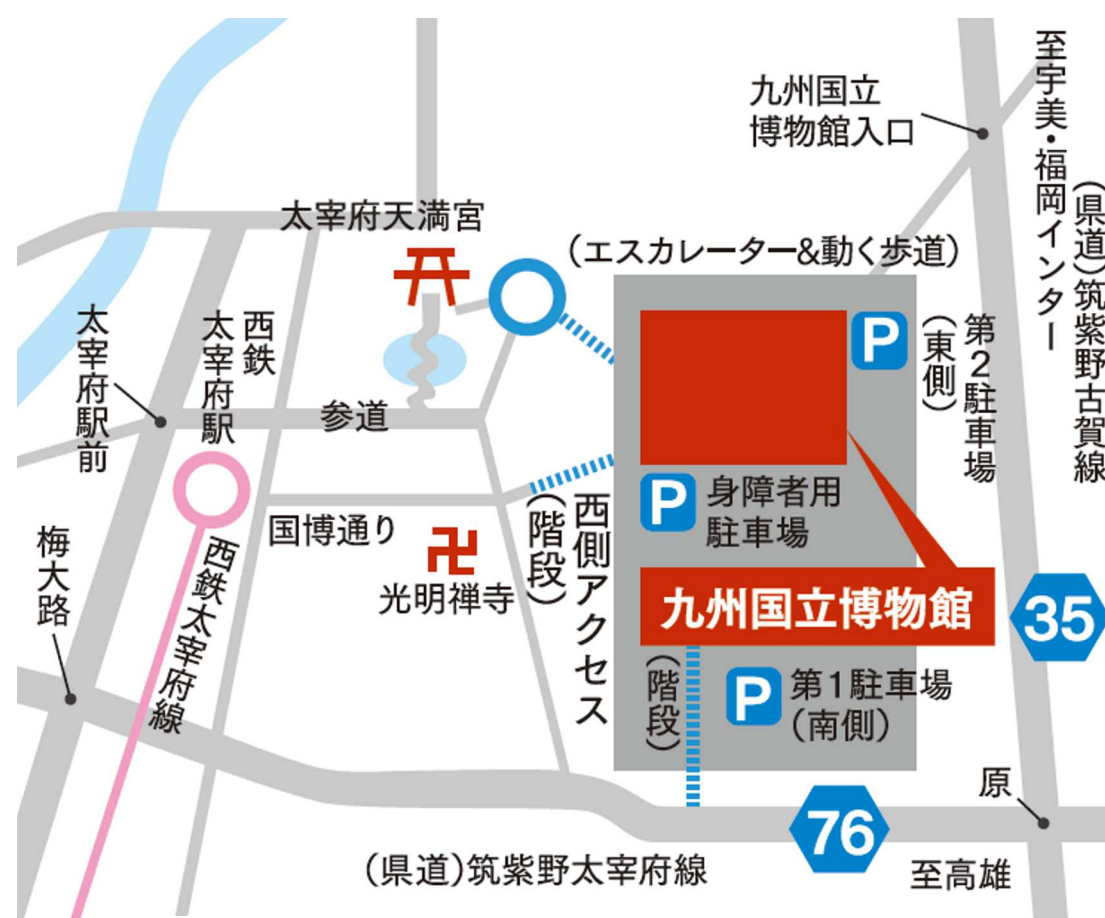 九州国立
博物館入口
至宇美・福岡インター
(県道)筑紫野古賀線
太宰府天満宮
(エスカレーター&動く歩道)
太宰府駅前
西鉄
太宰府駅
参道
P
第2駐車場
(東側)
P
身障者用
駐車場
国博通り
光明禅寺
西側アクセス
(階段)
梅大路
西鉄太宰府線
九州国立博物館
35
(階段)
P
第1駐車場
(南側)
原
76
(県道)筑紫野太宰府線
至高雄